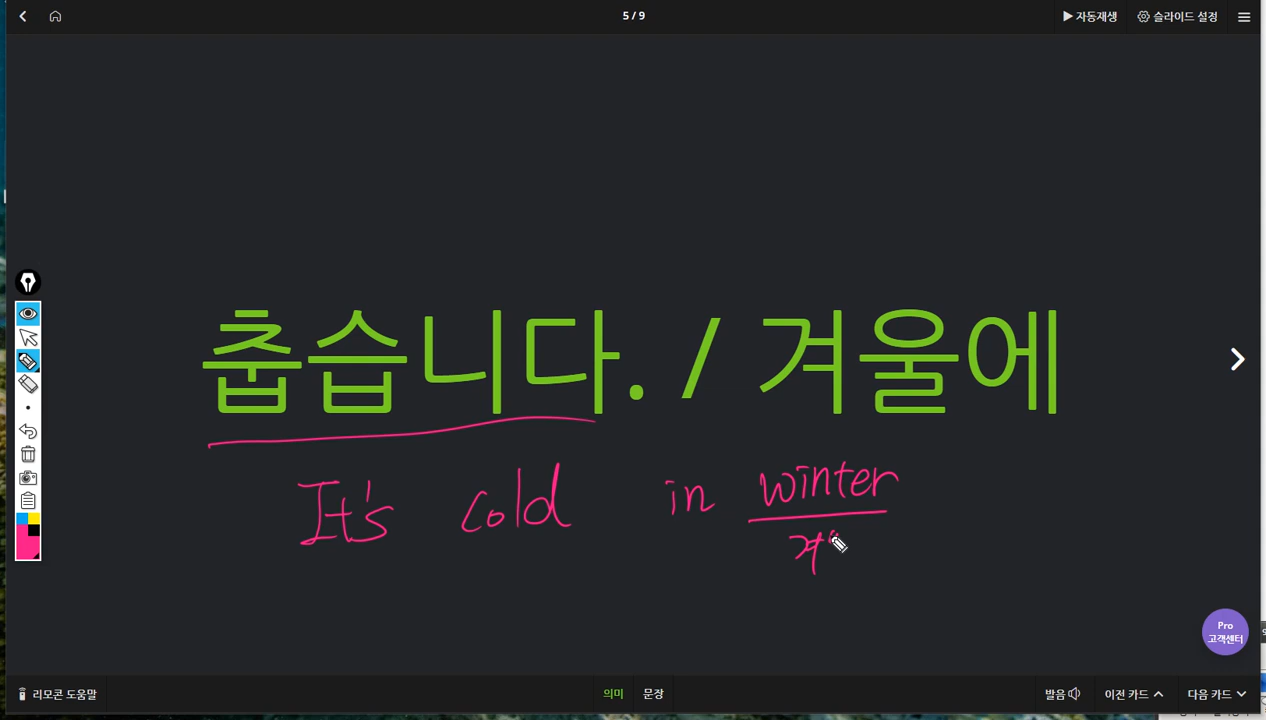 5 / 9
자동재생
슬라이드 설정
춥습니다. / 겨울에
It's cold in winter
Pro
고객센터
리모콘 도움말
의미
문장
발음
이전 카드
다음 카드